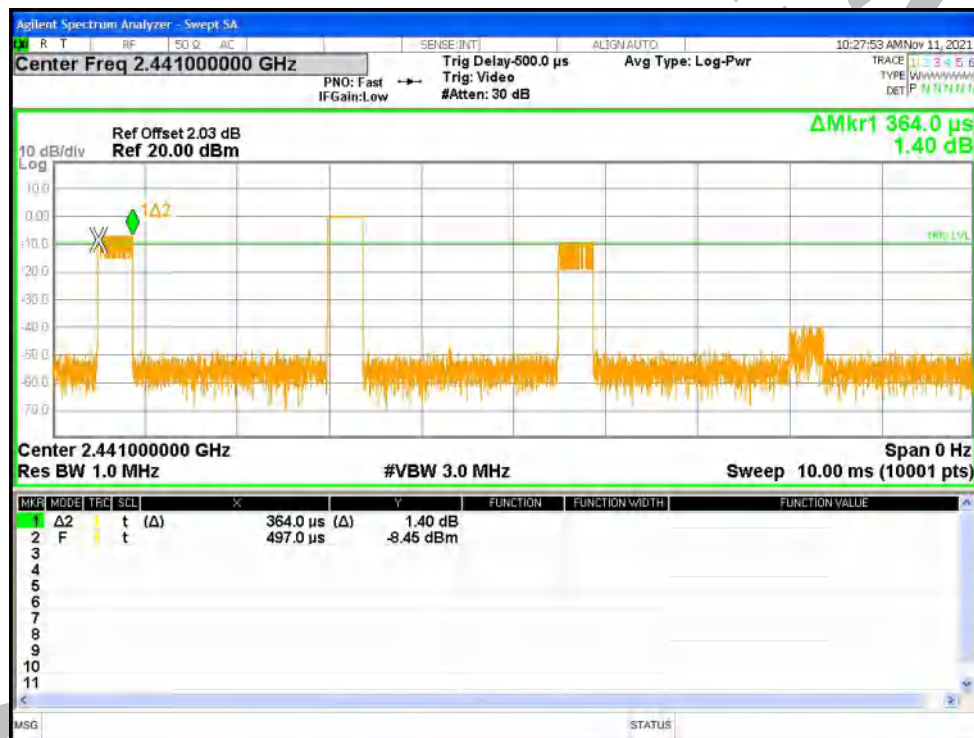 Agilent Spectrum Analyzer - Swept SA
LXI R T RF 50 Ω AC SENSE:INT ALIGN AUTO 10:27:53 AM Nov 11, 2021
Center Freq 2.441000000 GHz
Trig Delay-500.0 µs Avg Type: Log-Pwr TRACE 1 2 3 4 5 6
PNO: Fast Trig: Video TYPE WWWWWW
IFGain:Low #Atten: 30 dB DET P N N N N N
ΔMkr1 364.0 µs
1.40 dB
Ref Offset 2.03 dB
10 dB/div Ref 20.00 dBm
Log
10.0
0.00
1Δ2
-10.0
TRIG LVL
-20.0
-30.0
-40.0
-50.0
-60.0
-70.0
Center 2.441000000 GHz Span 0 Hz
Res BW 1.0 MHz #VBW 3.0 MHz Sweep 10.00 ms (10001 pts)
MKR MODE TRC SCL X Y FUNCTION FUNCTION WIDTH FUNCTION VALUE
1 Δ2 1 t (Δ) 364.0 µs (Δ) 1.40 dB
2 F 1 t 497.0 µs -8.45 dBm
3
4
5
6
7
8
9
10
11
MSG STATUS